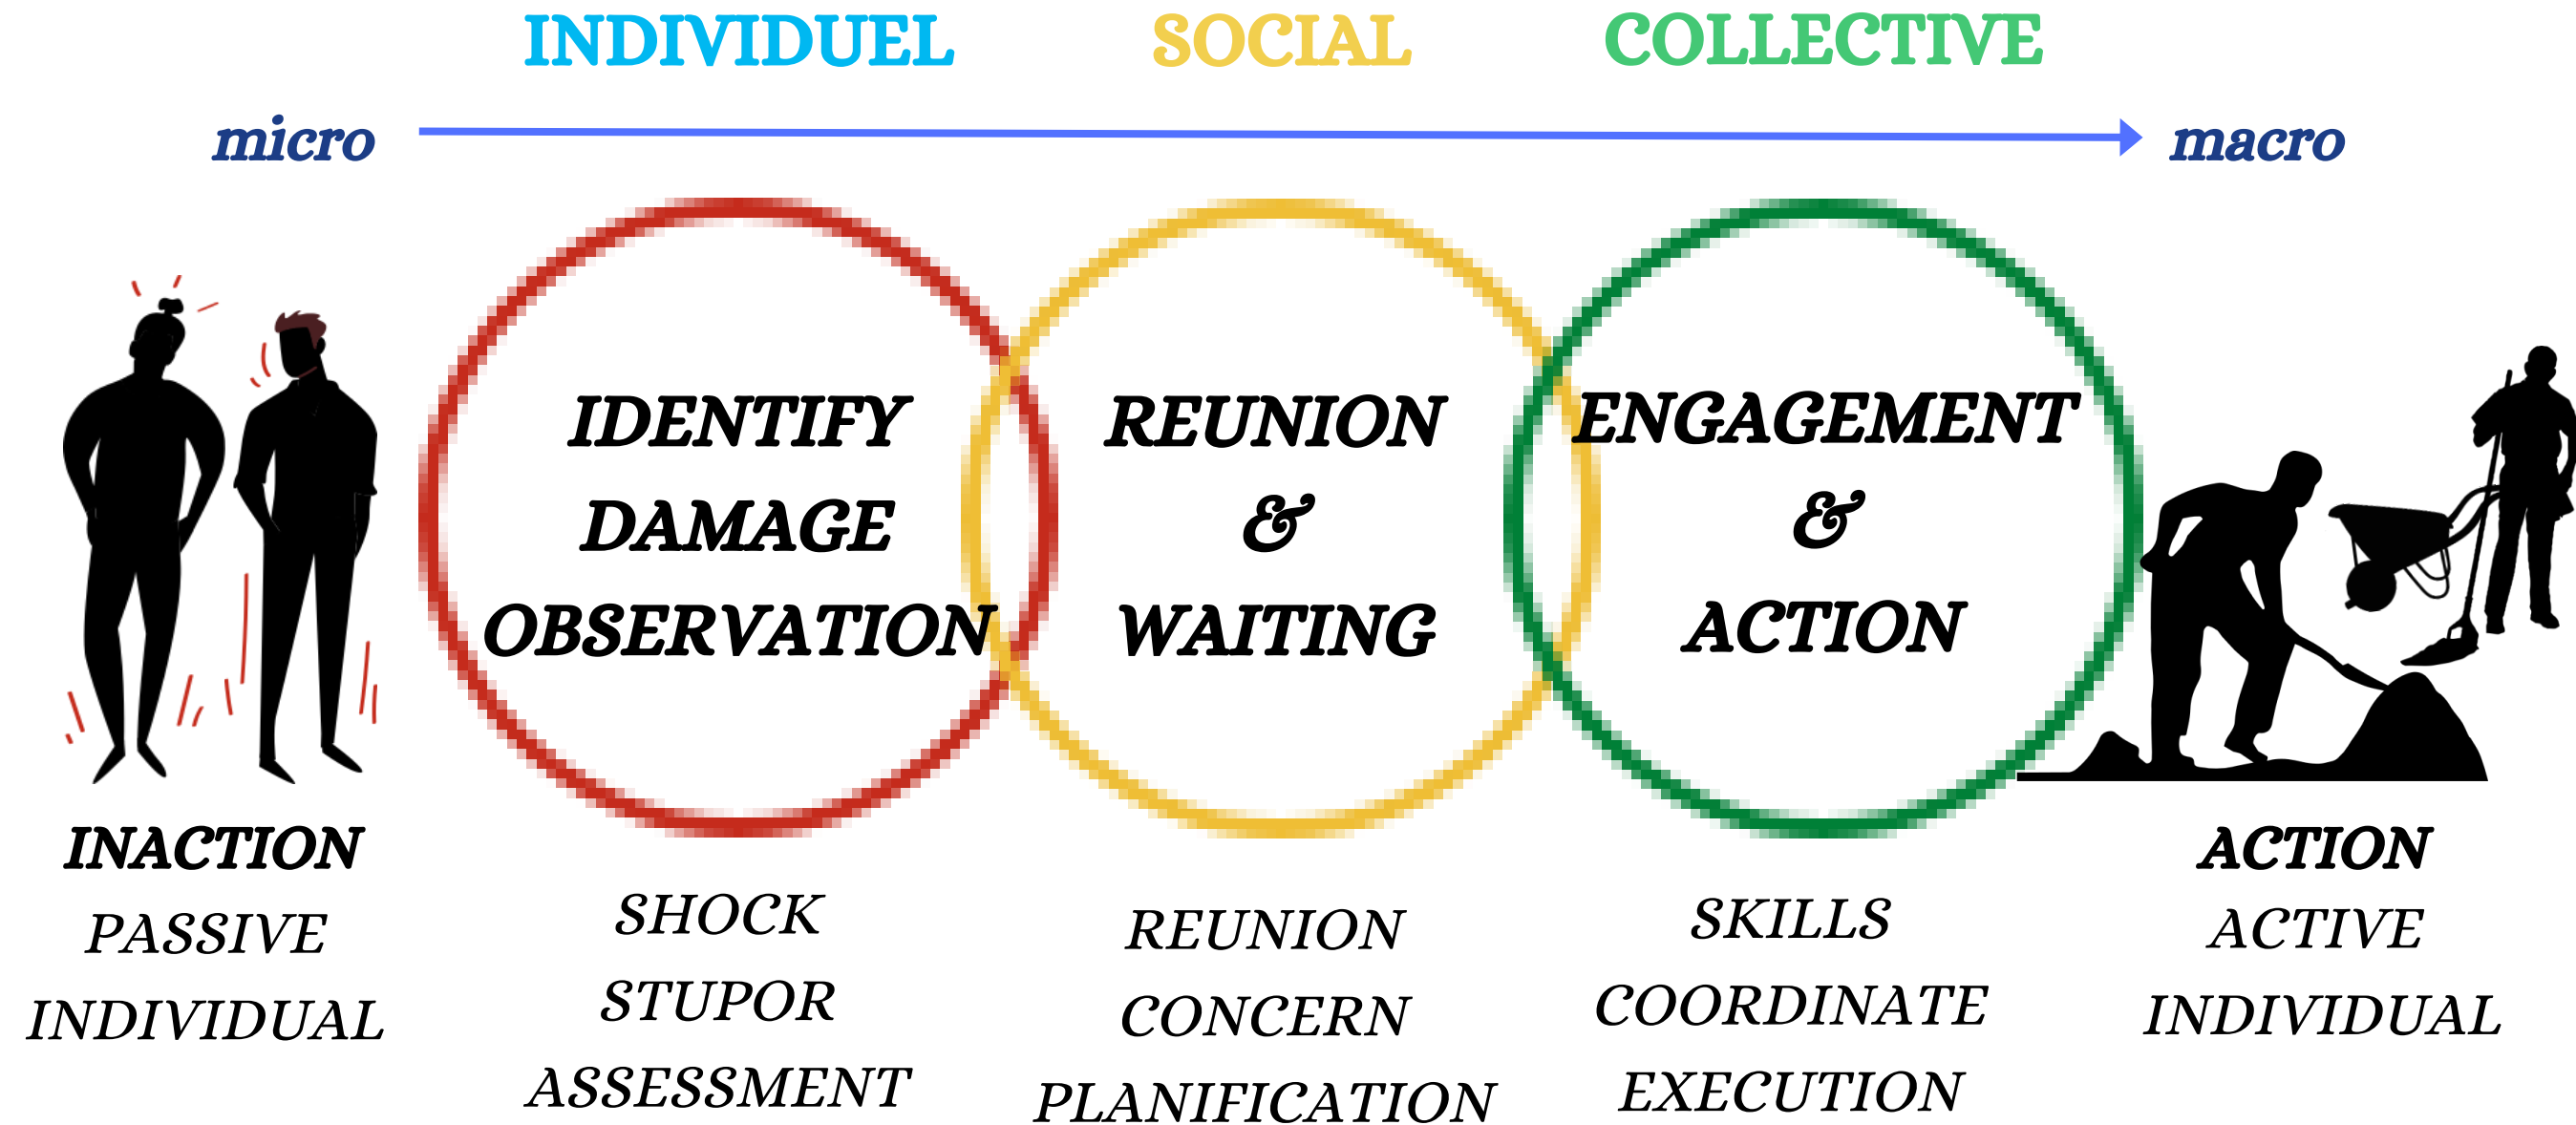 INDIVIDUEL SOCIAL COLLECTIVE
micro macro
IDENTIFY
DAMAGE
OBSERVATION
REUNION
&
WAITING
ENGAGEMENT
&
ACTION
INACTION
PASSIVE
INDIVIDUAL
SHOCK
STUPOR
ASSESSMENT
REUNION
CONCERN
PLANIFICATION
SKILLS
COORDINATE
EXECUTION
ACTION
ACTIVE
INDIVIDUAL